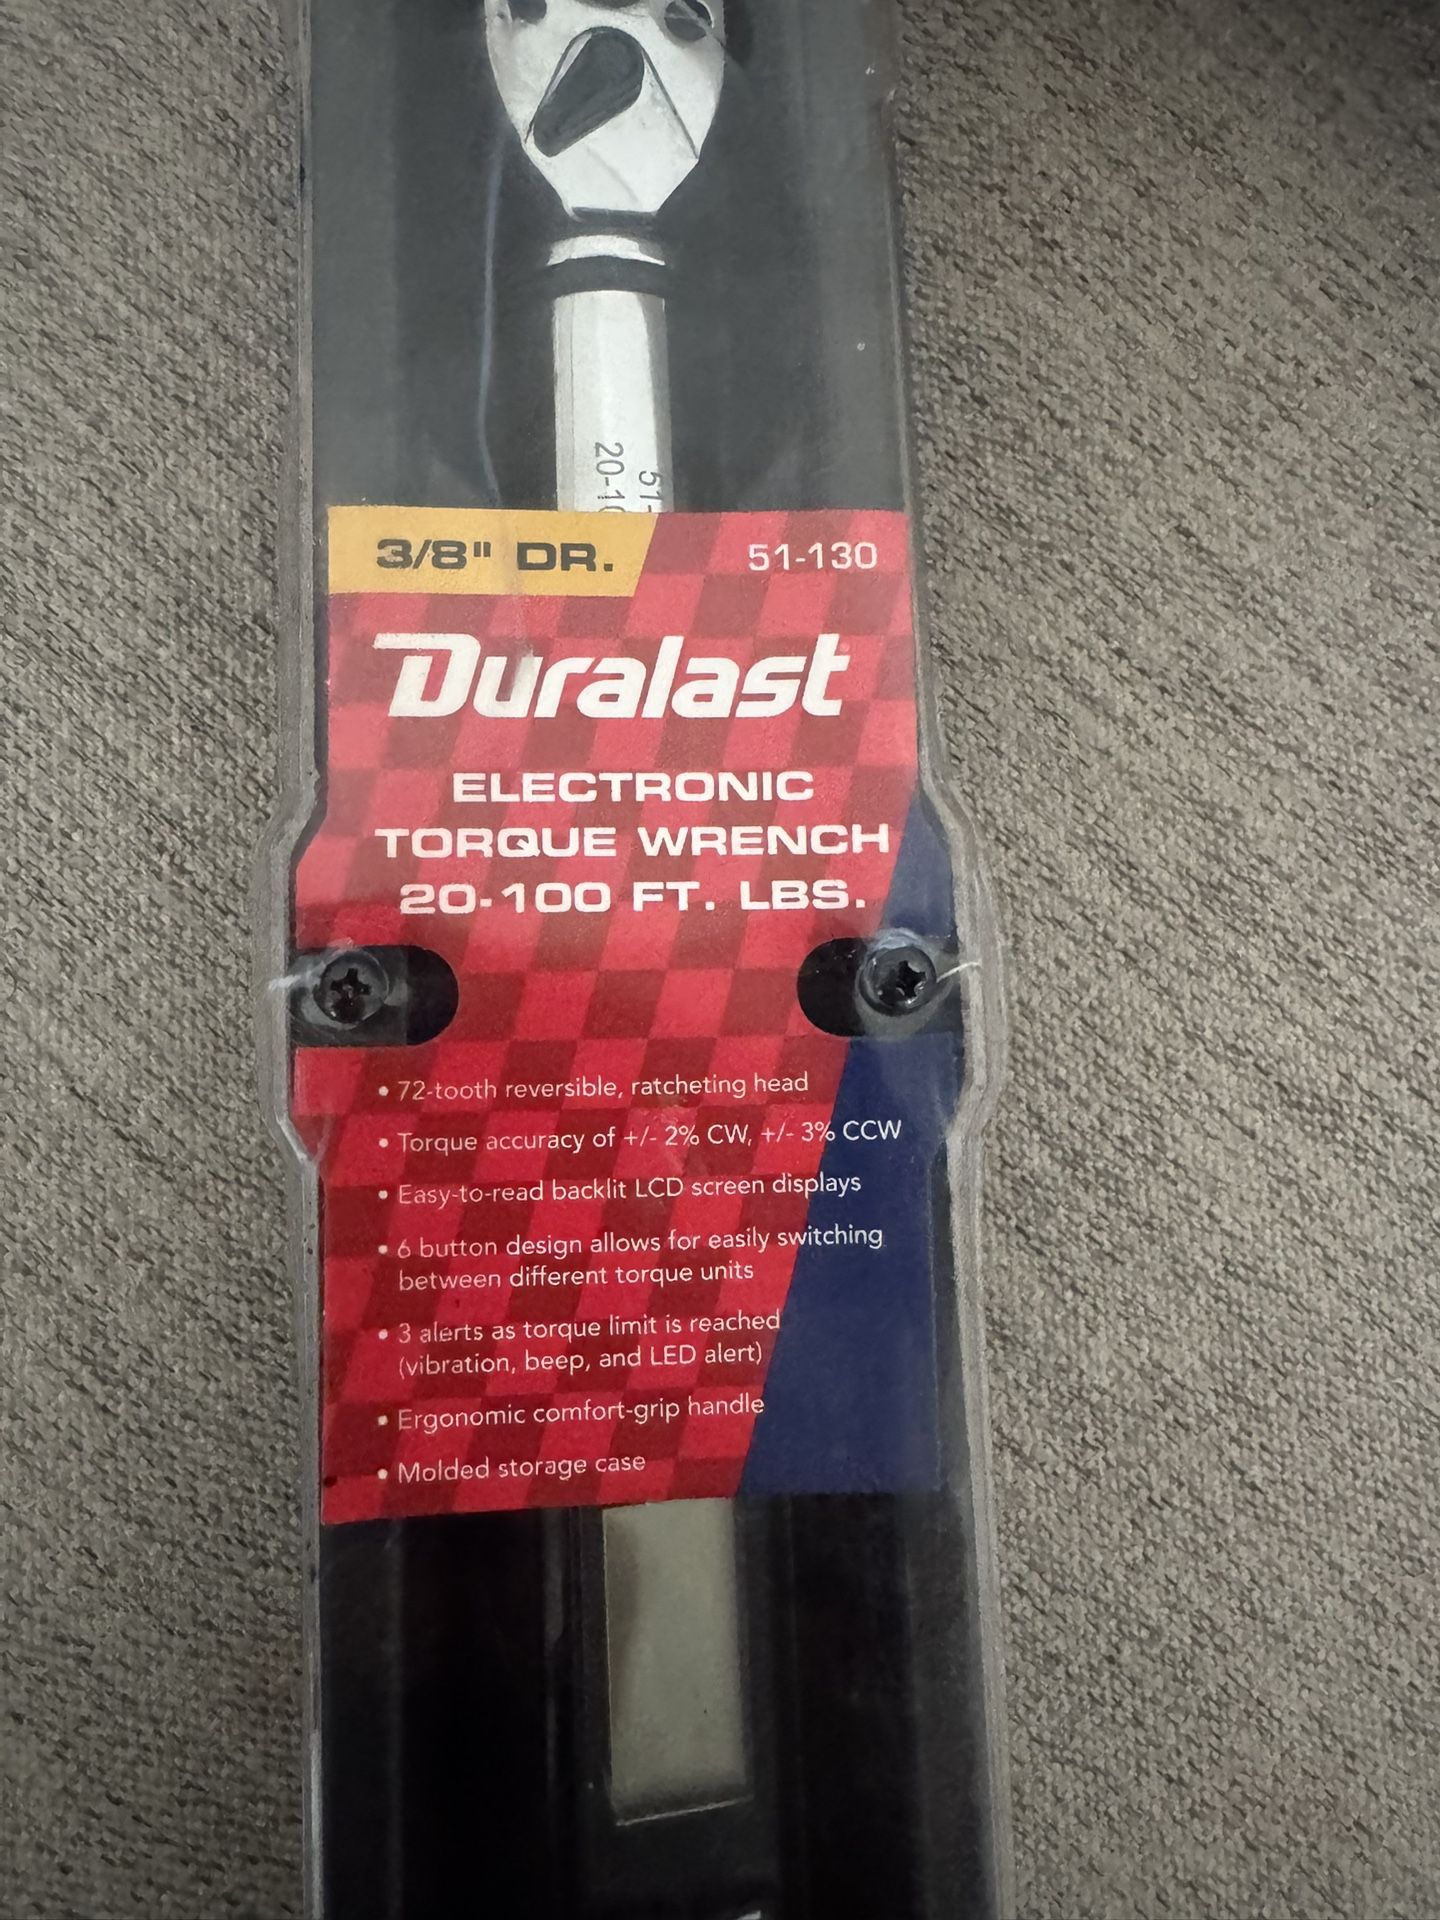 51-
20-10
3/8" DR.
51-130
Duralast
ELECTRONIC
TORQUE WRENCH
20-100 FT. LBS.
• 72-tooth reversible, ratcheting head
• Torque accuracy of +/- 2% CW, +/- 3% CCW
• Easy-to-read backlit LCD screen displays
• 6 button design allows for easily switching
between different torque units
• 3 alerts as torque limit is reached
(vibration, beep, and LED alert)
• Ergonomic comfort-grip handle
• Molded storage case